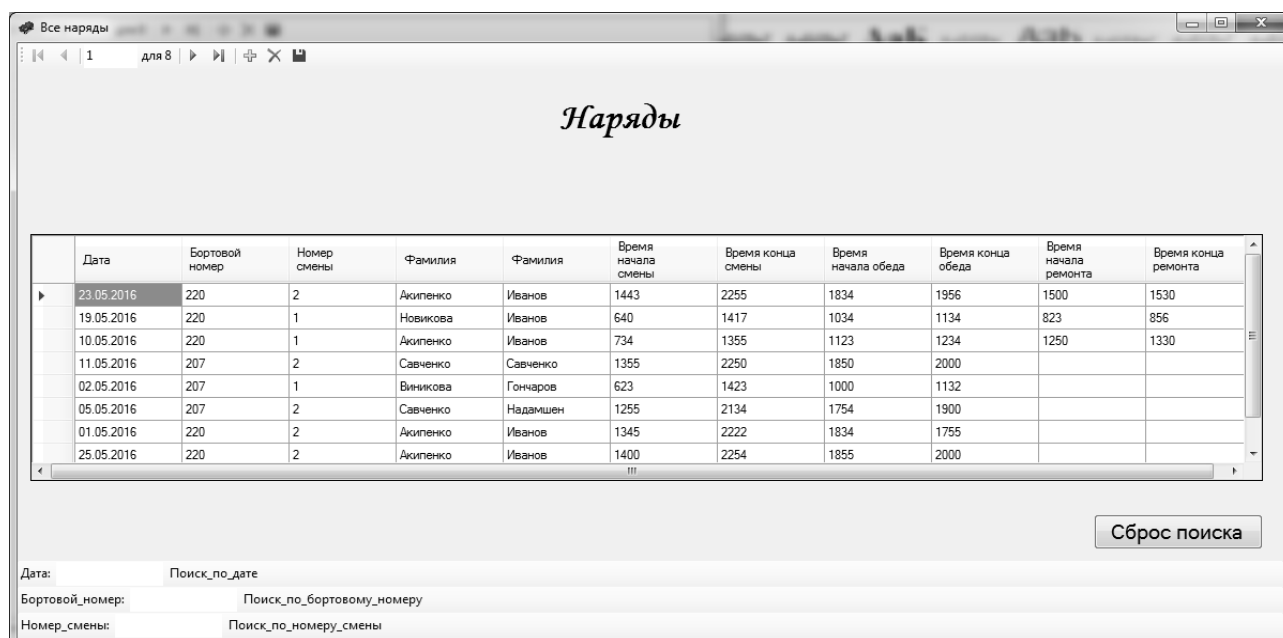 Все наряды
1 для 8
Наряды
Дата Бортовой номер Номер смены Фамилия Фамилия Время начала смены Время конца смены Время начала обеда Время конца обеда Время начала ремонта Время конца ремонта
23.05.2016 220 2 Акипенко Иванов 1443 2255 1834 1956 1500 1530
19.05.2016 220 1 Новикова Иванов 640 1417 1034 1134 823 856
10.05.2016 220 1 Акипенко Иванов 734 1355 1123 1234 1250 1330
11.05.2016 207 2 Савченко Савченко 1355 2250 1850 2000
02.05.2016 207 1 Виникова Гончаров 623 1423 1000 1132
05.05.2016 207 2 Савченко Надамшен 1255 2134 1754 1900
01.05.2016 220 2 Акипенко Иванов 1345 2222 1834 1755
25.05.2016 220 2 Акипенко Иванов 1400 2254 1855 2000
Сброс поиска
Дата: Поиск_по_дате
Бортовой_номер: Поиск_по_бортовому_номеру
Номер_смены: Поиск_по_номеру_смены